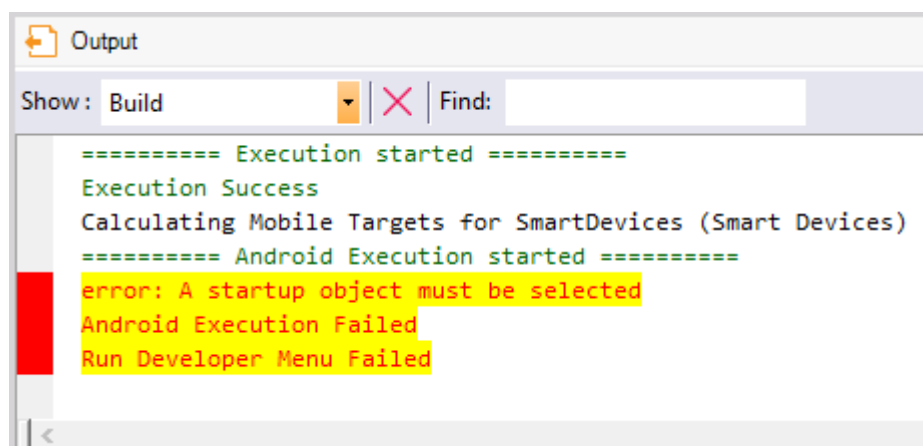 Output
Show: Build Find:
========== Execution started ==========
Execution Success
Calculating Mobile Targets for SmartDevices (Smart Devices)
========== Android Execution started ==========
error: A startup object must be selected
Android Execution Failed
Run Developer Menu Failed